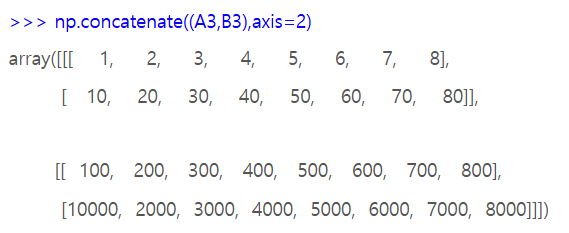 >>> np.concatenate((A3,B3),axis=2)
array([[[ 1, 2, 3, 4, 5, 6, 7, 8],
[ 10, 20, 30, 40, 50, 60, 70, 80]],
[[ 100, 200, 300, 400, 500, 600, 700, 800],
[10000, 2000, 3000, 4000, 5000, 6000, 7000, 8000]]])